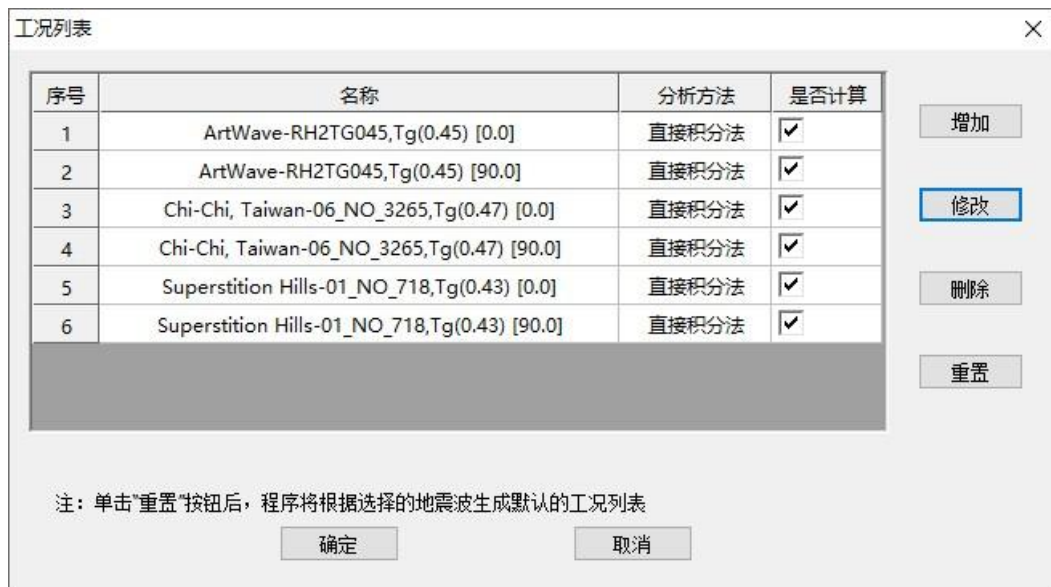 工况列表
序号 名称 分析方法 是否计算
1 ArtWave-RH2TG045,Tg(0.45) [0.0] 直接积分法
2 ArtWave-RH2TG045,Tg(0.45) [90.0] 直接积分法
3 Chi-Chi, Taiwan-06_NO_3265,Tg(0.47) [0.0] 直接积分法
4 Chi-Chi, Taiwan-06_NO_3265,Tg(0.47) [90.0] 直接积分法
5 Superstition Hills-01_NO_718,Tg(0.43) [0.0] 直接积分法
6 Superstition Hills-01_NO_718,Tg(0.43) [90.0] 直接积分法
增加
修改
删除
重置
注：单击"重置"按钮后，程序将根据选择的地震波生成默认的工况列表
确定 取消